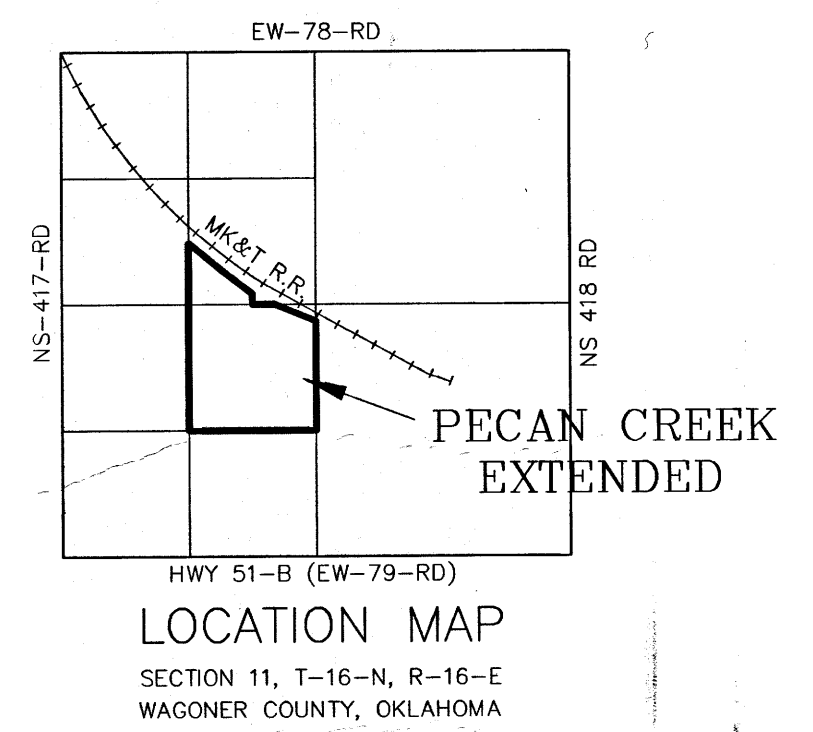 EW-78-RD
NS-417-RD
MK&T R.R.
NS 418 RD
PECAN CREEK
EXTENDED
HWY 51-B (EW-79-RD)
LOCATION MAP
SECTION 11, T-16-N, R-16-E
WAGONER COUNTY, OKLAHOMA